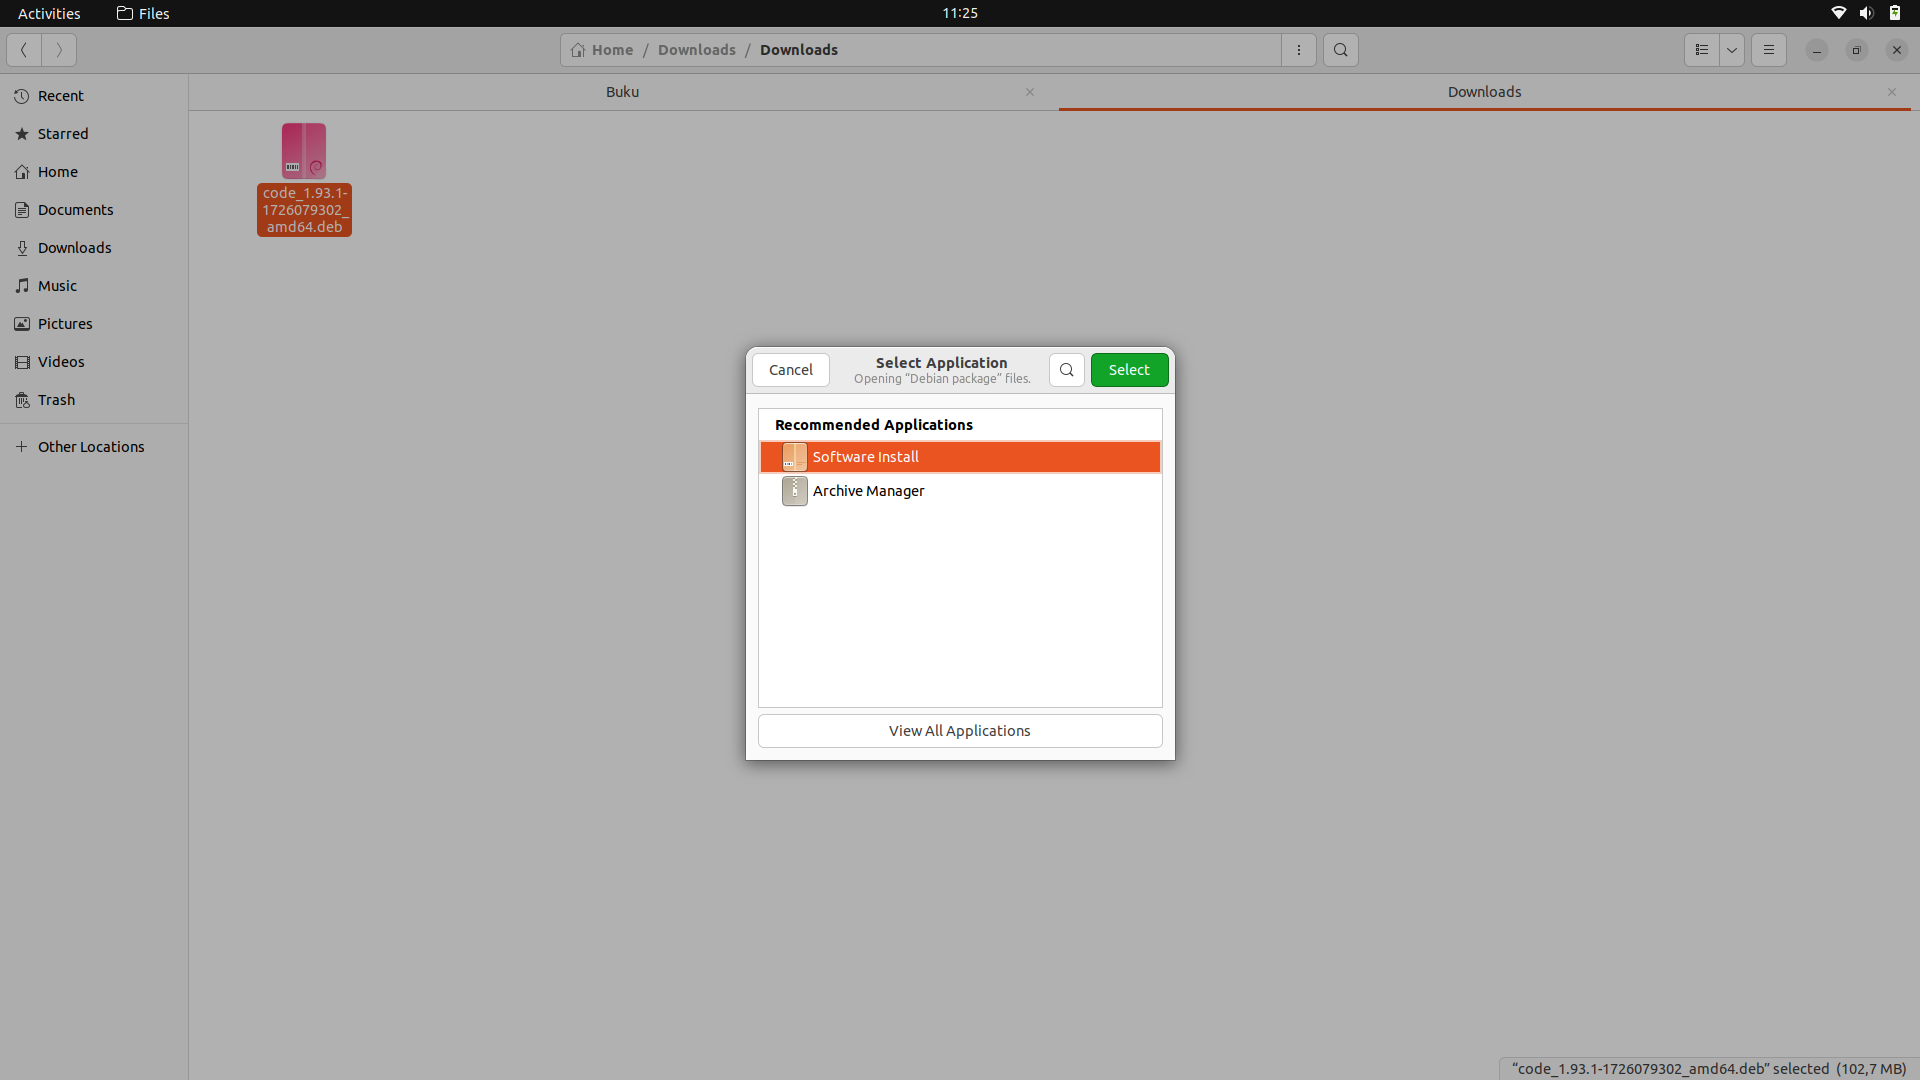 Activities
Files
11:25
Home / Downloads / Downloads
Recent
Starred
Home
Documents
Downloads
Music
Pictures
Videos
Trash
Other Locations
Buku
Downloads
code_1.93.1-
1726079302_
amd64.deb
Cancel
Select Application
Opening “Debian package” files.
Select
Recommended Applications
Software Install
Archive Manager
View All Applications
“code_1.93.1-1726079302_amd64.deb” selected (102,7 MB)